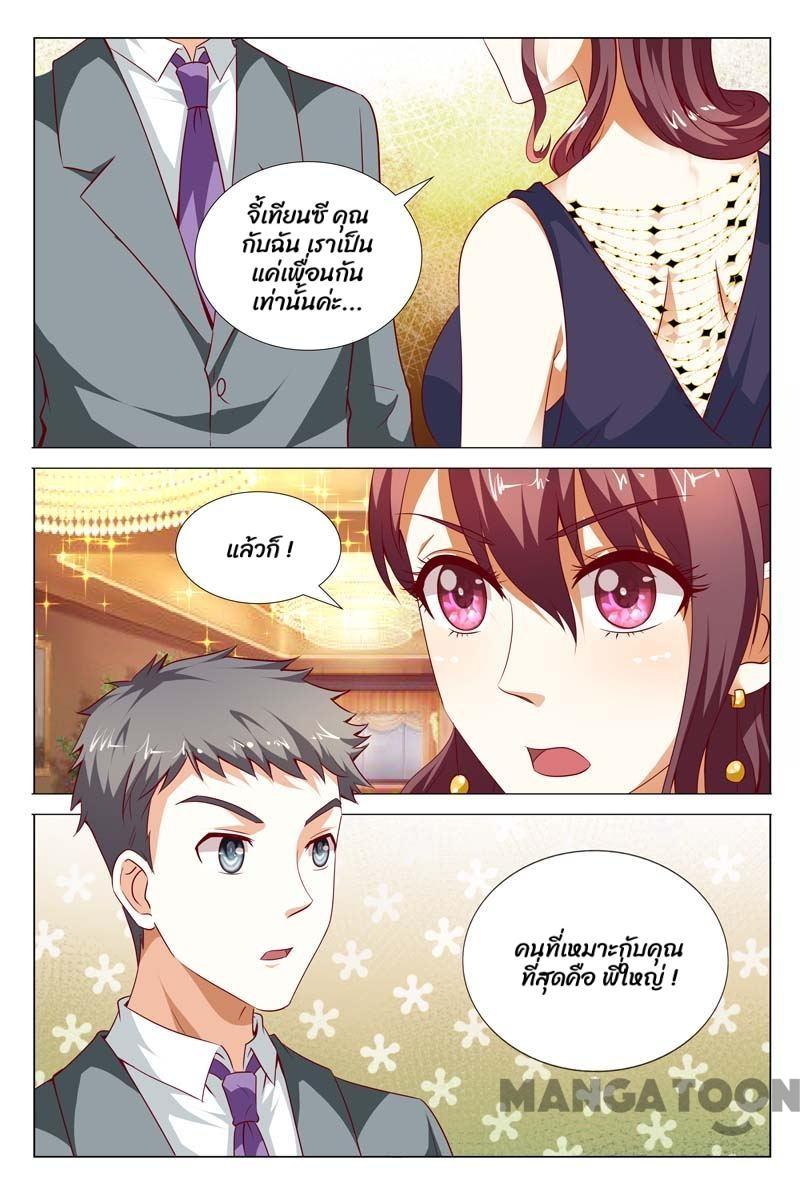 จี้เทียนซี คุณ
กับฉัน เราเป็น
แค่เพื่อนกัน
เท่านั้นค่ะ...
แล้วก็ !
คนที่เหมาะกับคุณ
ที่สุดคือ พี่ใหญ่ !
MANGATOON